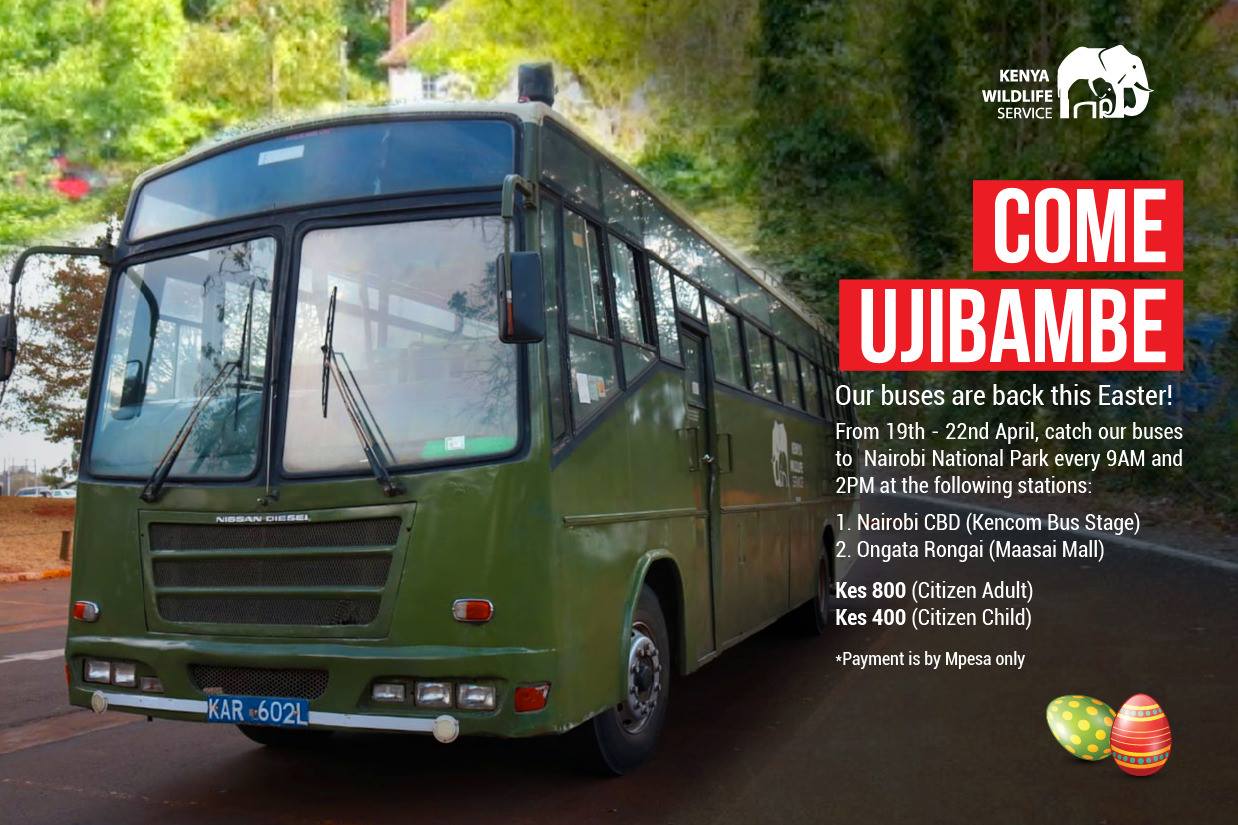 KENYA
WILDLIFE
SERVICE
COME
UJIBAMBE
Our buses are back this Easter!
From 19th - 22nd April, catch our buses
to Nairobi National Park every 9AM and
2PM at the following stations:
1. Nairobi CBD (Kencom Bus Stage)
2. Ongata Rongai (Maasai Mall)
Kes 800 (Citizen Adult)
Kes 400 (Citizen Child)
*Payment is by Mpesa only
KENYA
WILDLIFE
SERVICE
NISSAN DIESEL
KAR 602L